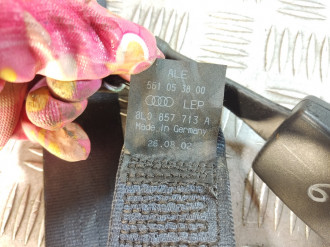 ALE
561 05 38 00
LEP
8L0 857 713 A
Made in Germany
26.08.02